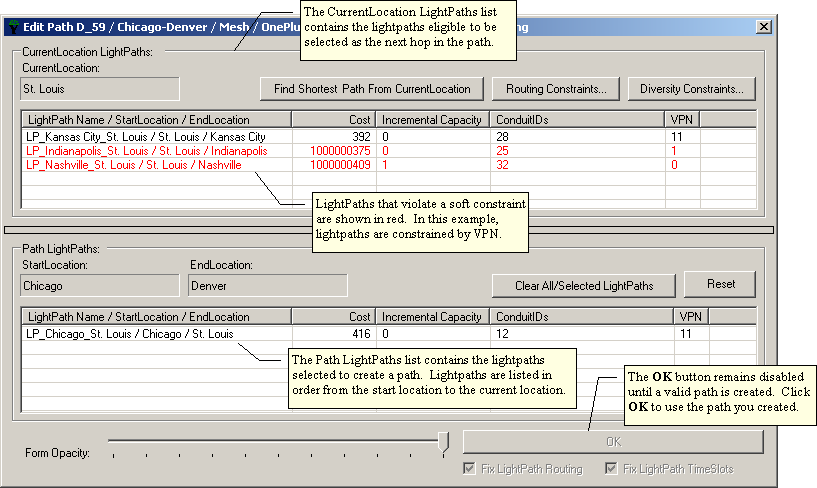 Edit Path D_59 / Chicago-Denver / Mesh /
The CurrentLocation LightPaths list
contains the lightpaths eligible to be
selected as the next hop in the path.
CurrentLocation LightPaths:
CurrentLocation:
St. Louis
Find Shortest Path From CurrentLocation
Routing Constraints...
Diversity Constraints...
LightPath Name / StartLocation / EndLocation Cost Incremental Capacity ConduitIDs VPN
LP_Kansas City_St. Louis / St. Louis / Kansas City 392 0 28 11
LP_Indianapolis_St. Louis / St. Louis / Indianapolis 1000000375 0 25 1
LP_Nashville_St. Louis / St. Louis / Nashville 1000000409 1 32 0
LightPaths that violate a soft constraint
are shown in red. In this example,
lightpaths are constrained by VPN.
Path LightPaths:
StartLocation:
EndLocation:
Chicago
Denver
Clear All/Selected LightPaths
Reset
LightPath Name / StartLocation / EndLocation Cost Incremental Capacity ConduitIDs VPN
LP_Chicago_St. Louis / Chicago / St. Louis 416 0 12 11
The Path LightPaths list contains the lightpaths
selected to create a path. Lightpaths are listed in
order from the start location to the current location.
The OK button remains disabled
until a valid path is created. Click
OK to use the path you created.
Form Opacity:
OK
Fix LightPath Routing
Fix LightPath TimeSlots